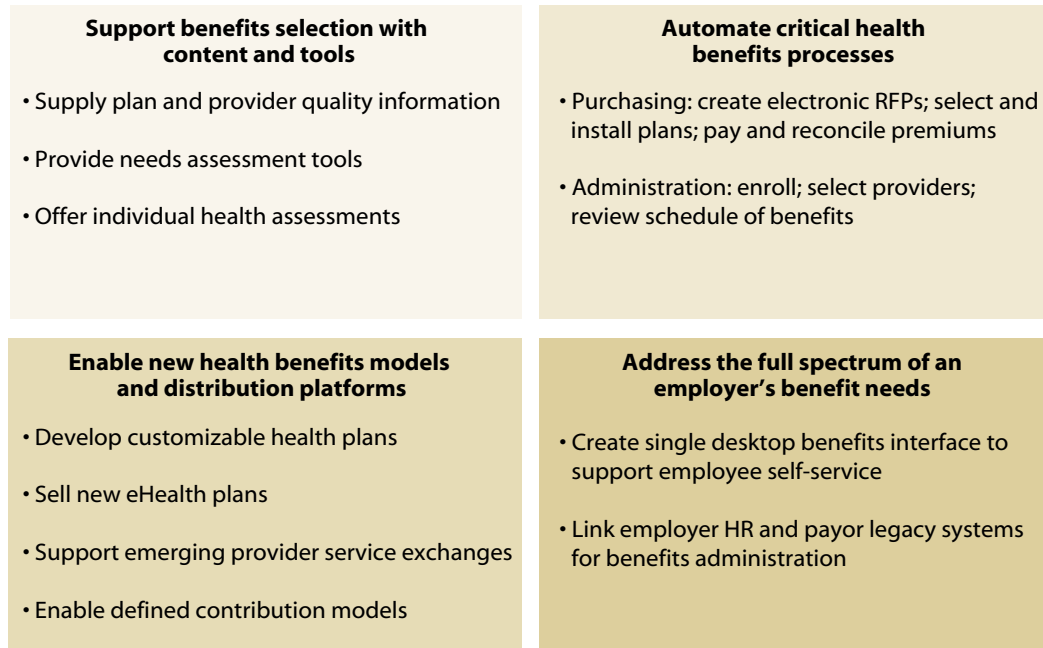 Support benefits selection with
content and tools
• Supply plan and provider quality information
• Provide needs assessment tools
• Offer individual health assessments
Automate critical health
benefits processes
• Purchasing: create electronic RFPs; select and
install plans; pay and reconcile premiums
• Administration: enroll; select providers;
review schedule of benefits
Enable new health benefits models
and distribution platforms
• Develop customizable health plans
• Sell new eHealth plans
• Support emerging provider service exchanges
• Enable defined contribution models
Address the full spectrum of an
employer’s benefit needs
• Create single desktop benefits interface to
support employee self-service
• Link employer HR and payor legacy systems
for benefits administration